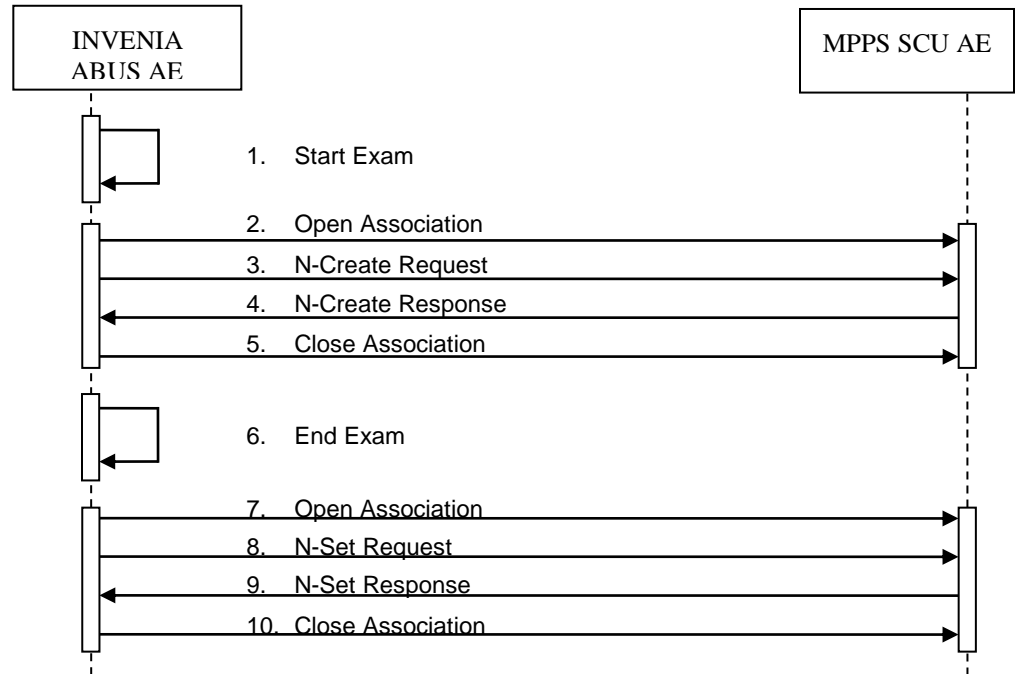 INVENIA
ABUS AE
MPPS SCU AE
1. Start Exam
2. Open Association
3. N-Create Request
4. N-Create Response
5. Close Association
6. End Exam
7. Open Association
8. N-Set Request
9. N-Set Response
10. Close Association